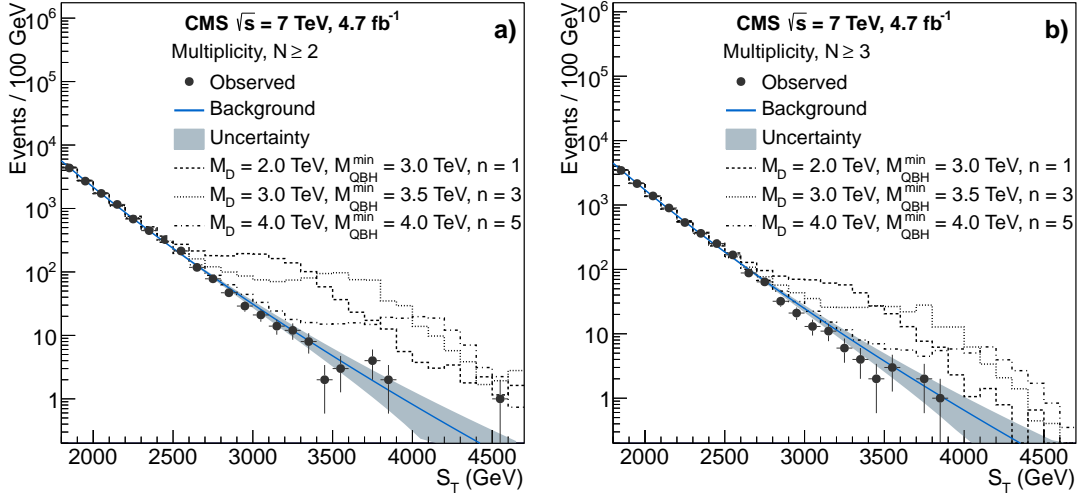 CMS √s = 7 TeV, 4.7 fb⁻¹
a)
Multiplicity, N ≥ 2
Observed
Background
Uncertainty
M_D = 2.0 TeV, M_QBH^min = 3.0 TeV, n = 1
M_D = 3.0 TeV, M_QBH^min = 3.5 TeV, n = 3
M_D = 4.0 TeV, M_QBH^min = 4.0 TeV, n = 5
Events / 100 GeV
10⁶
10⁵
10⁴
10³
10²
10
1
2000 2500 3000 3500 4000 4500
S_T (GeV)
CMS √s = 7 TeV, 4.7 fb⁻¹
b)
Multiplicity, N ≥ 3
Observed
Background
Uncertainty
M_D = 2.0 TeV, M_QBH^min = 3.0 TeV, n = 1
M_D = 3.0 TeV, M_QBH^min = 3.5 TeV, n = 3
M_D = 4.0 TeV, M_QBH^min = 4.0 TeV, n = 5
Events / 100 GeV
10⁶
10⁵
10⁴
10³
10²
10
1
2000 2500 3000 3500 4000 4500
S_T (GeV)